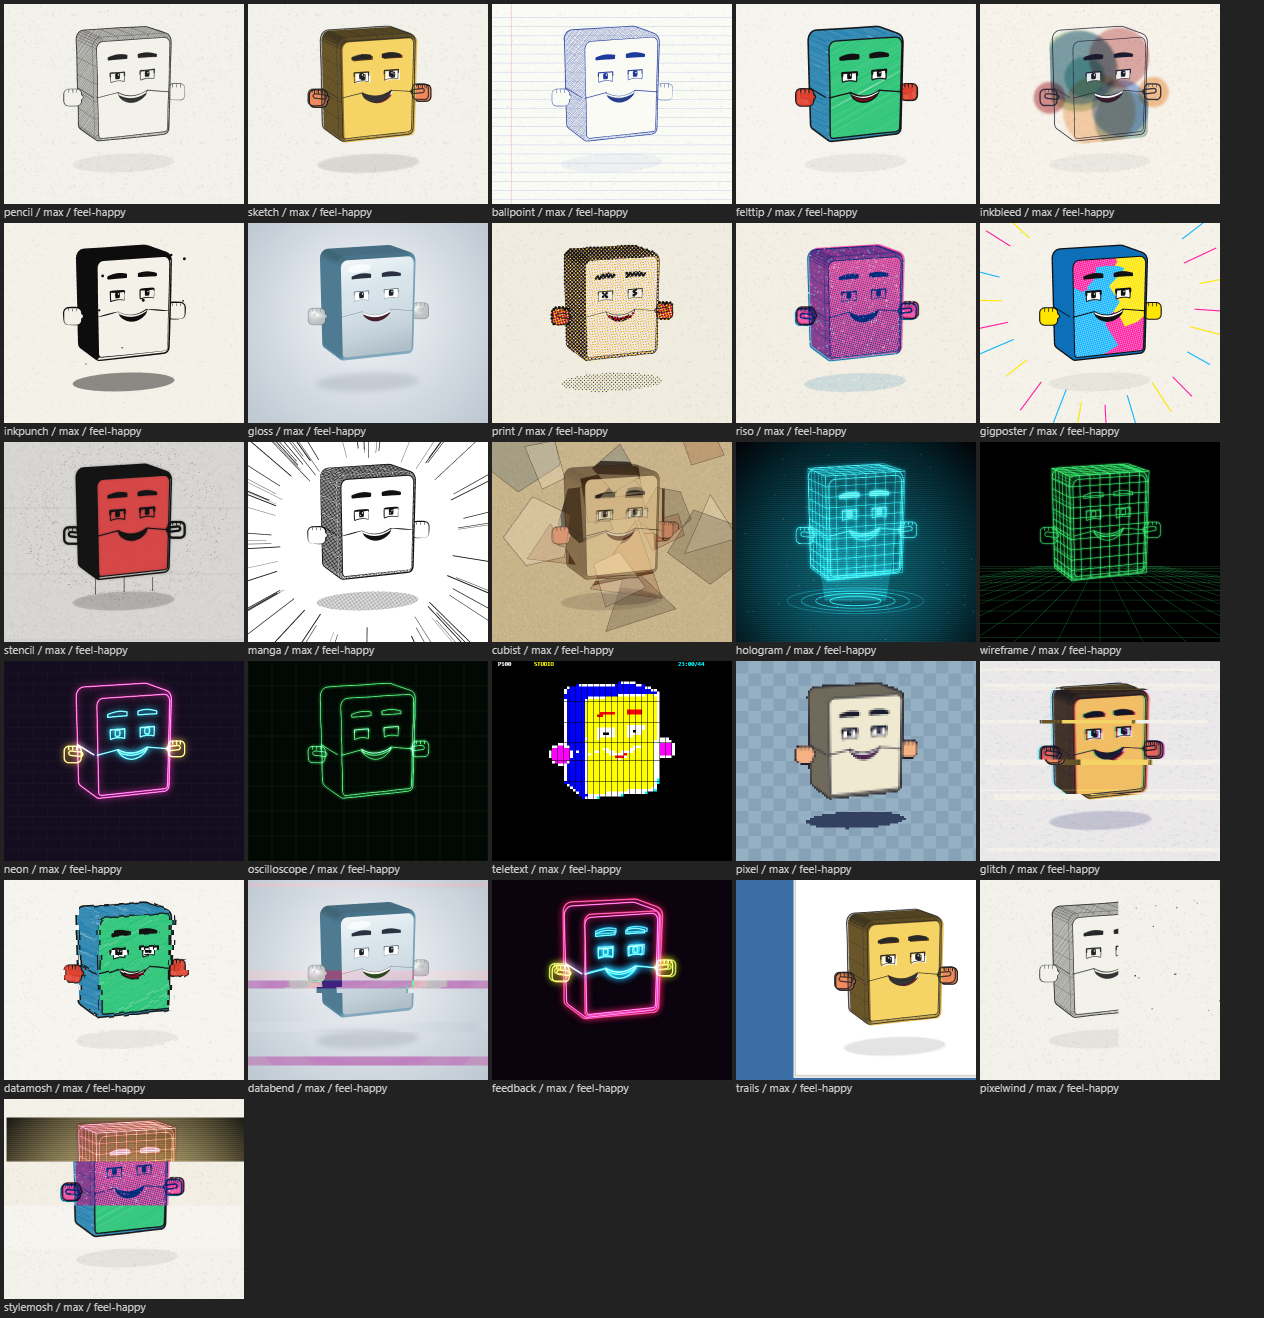 pencil / max / feel-happy
sketch / max / feel-happy
ballpoint / max / feel-happy
felttip / max / feel-happy
inkbleed / max / feel-happy
inkpunch / max / feel-happy
gloss / max / feel-happy
print / max / feel-happy
riso / max / feel-happy
gigposter / max / feel-happy
stencil / max / feel-happy
manga / max / feel-happy
cubist / max / feel-happy
hologram / max / feel-happy
wireframe / max / feel-happy
P100 STUDIO 23:00/44
neon / max / feel-happy
oscilloscope / max / feel-happy
teletext / max / feel-happy
pixel / max / feel-happy
glitch / max / feel-happy
datamosh / max / feel-happy
databend / max / feel-happy
feedback / max / feel-happy
trails / max / feel-happy
pixelwind / max / feel-happy
stylemosh / max / feel-happy